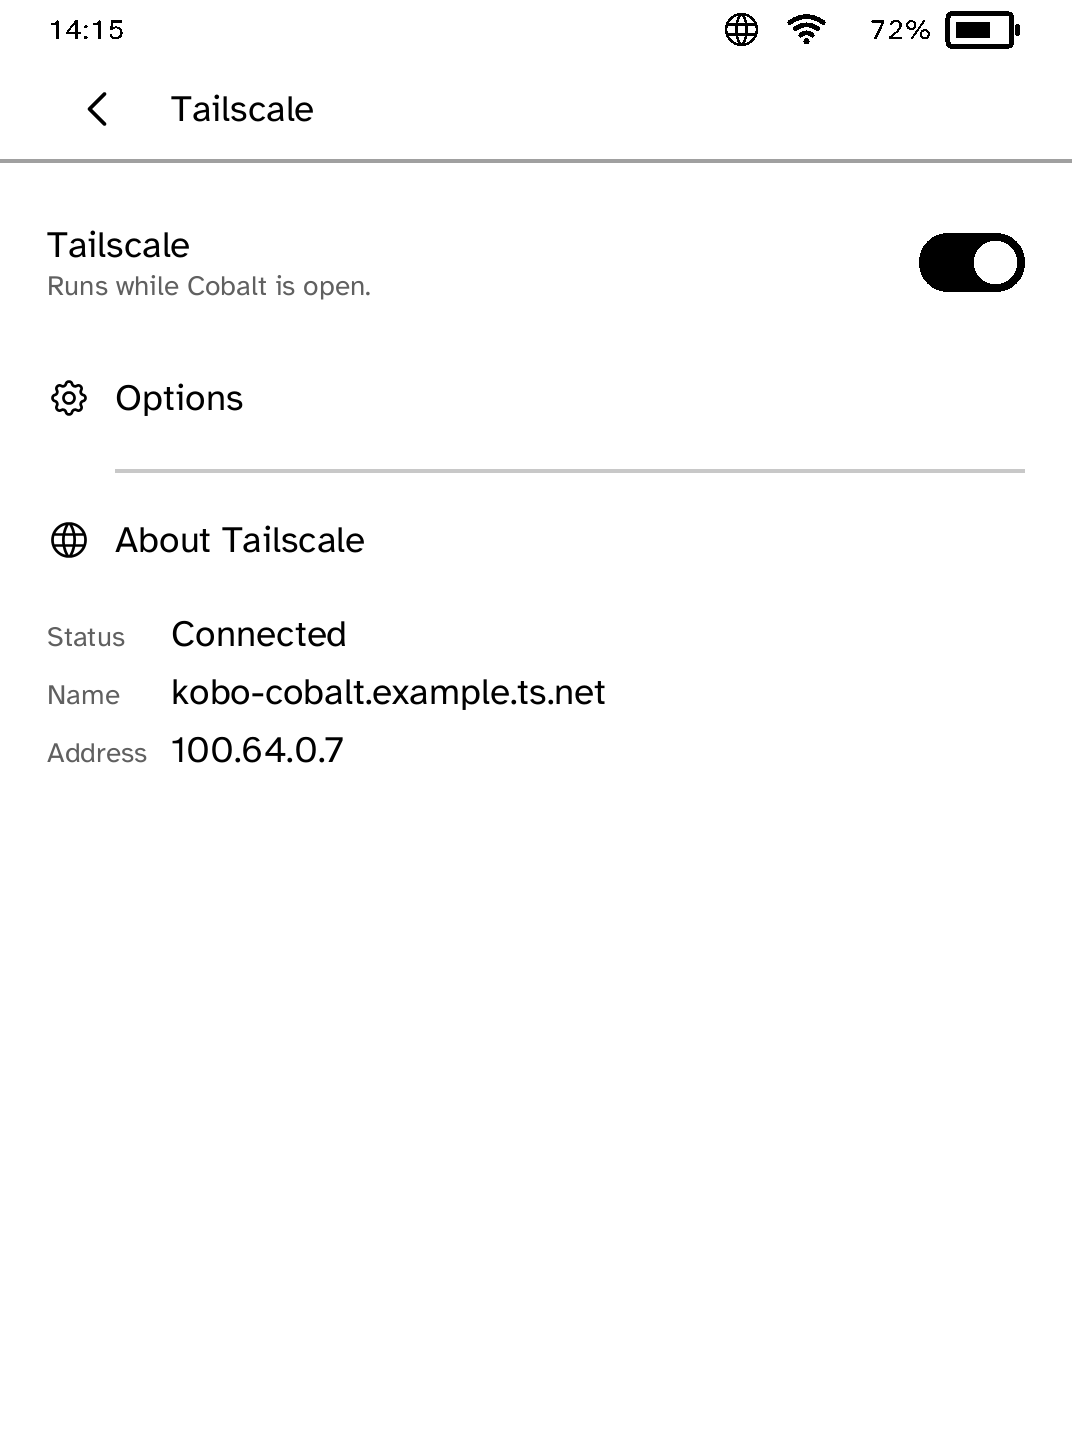 14:15
72%
Tailscale
Tailscale
Runs while Cobalt is open.
Options
About Tailscale
Status Connected
Name kobo-cobalt.example.ts.net
Address 100.64.0.7